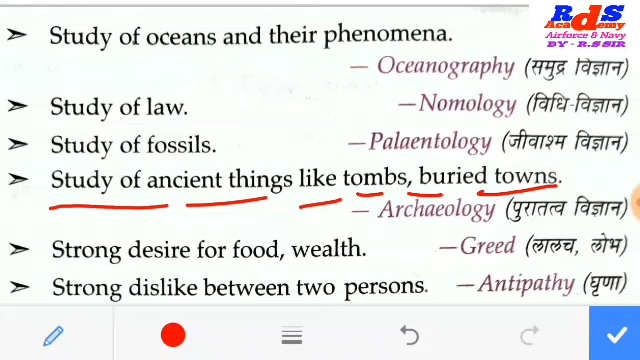 RdS
Academy
Airforce & Navy
BY - R.S SIR
➢ Study of oceans and their phenomena.
— Oceanography (समुद्र विज्ञान)
➢ Study of law. — Nomology (विधि-विज्ञान)
➢ Study of fossils. — Palaentology (जीवाश्म विज्ञान)
➢ Study of ancient things like tombs, buried towns.
— Archaeology (पुरातत्व विज्ञान)
➢ Strong desire for food, wealth. — Greed (लालच, लोभ)
➢ Strong dislike between two persons. — Antipathy (घृणा)